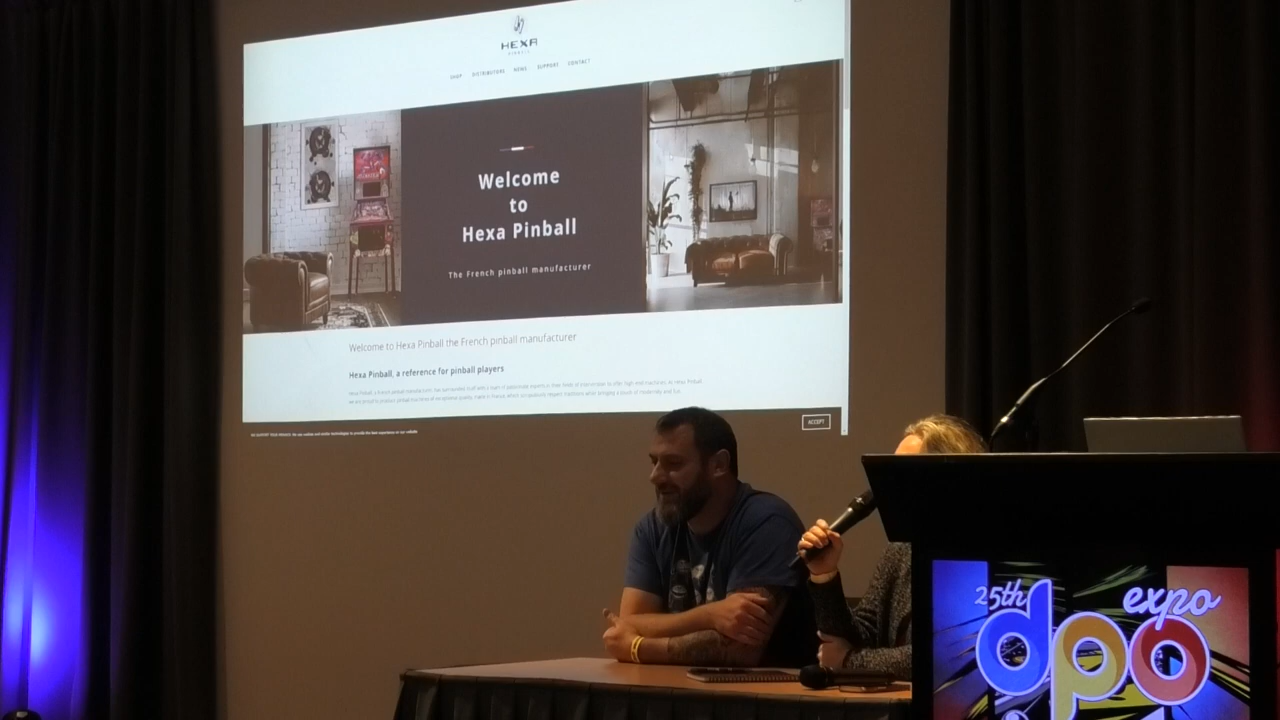 HEXA
PINBALL
SHOP DISTRIBUTORS NEWS SUPPORT CONTACT
Welcome
to
Hexa Pinball
The French pinball manufacturer
Welcome to Hexa Pinball the French pinball manufacturer
Hexa Pinball, a reference for pinball players
ACCEPT
25th
expo
dpo